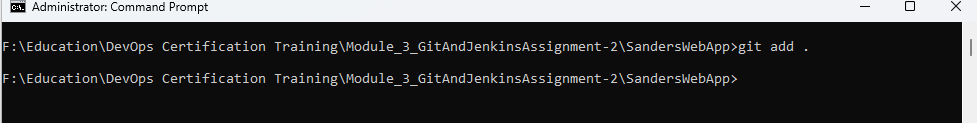 Administrator: Command Prompt
F:\Education\DevOps Certification Training\Module_3_GitAndJenkinsAssignment-2\SandersWebApp>git add .
F:\Education\DevOps Certification Training\Module_3_GitAndJenkinsAssignment-2\SandersWebApp>